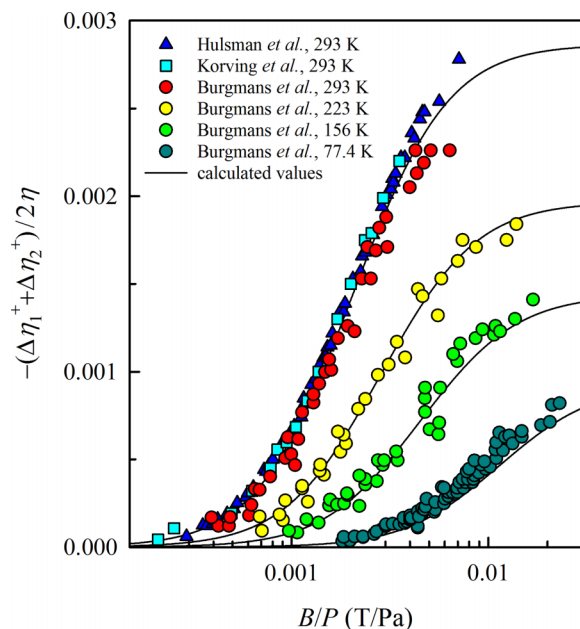 0.003
Hulsman et al., 293 K
Korving et al., 293 K
Burgmans et al., 293 K
Burgmans et al., 223 K
Burgmans et al., 156 K
Burgmans et al., 77.4 K
calculated values
0.002
−(Δη₁⁺+Δη₂⁺)/2η
0.001
0.000
0.001 0.01
B/P (T/Pa)